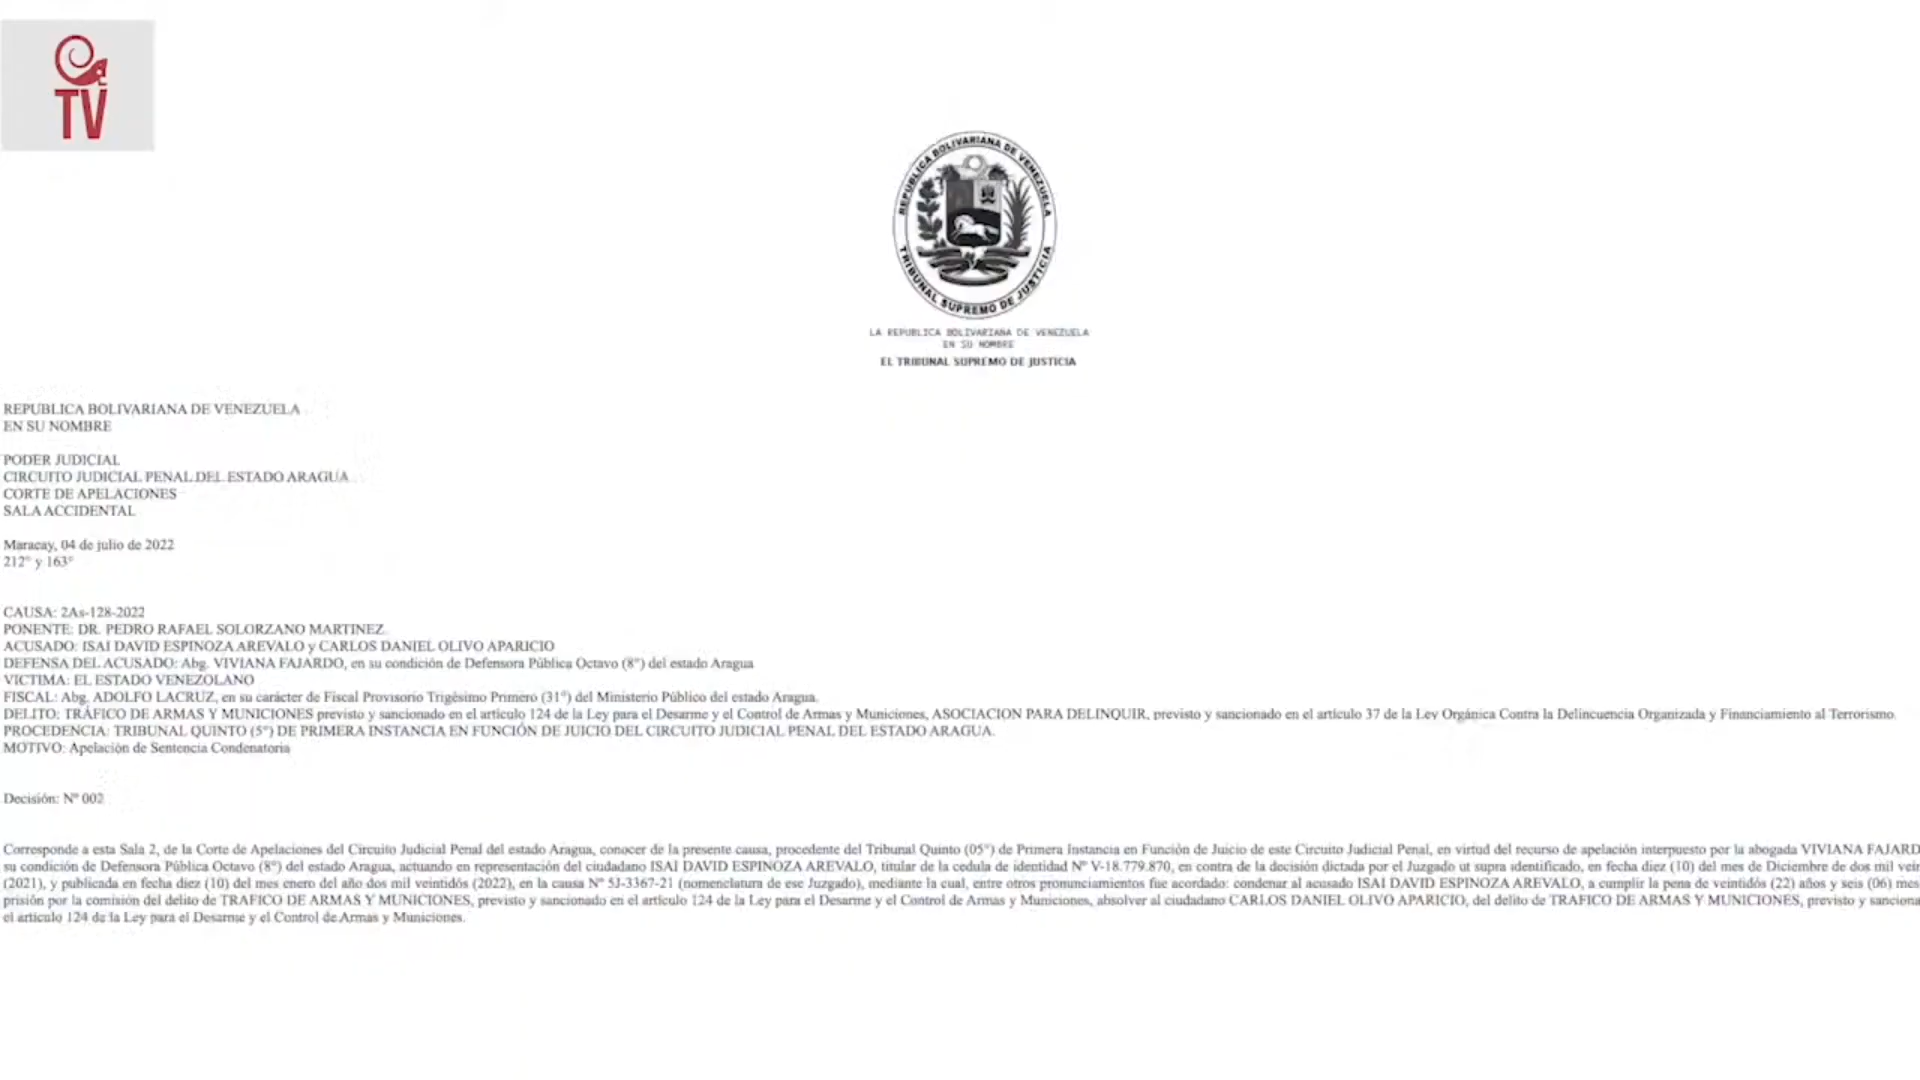 TV
REPUBLICA BOLIVARIANA DE VENEZUELA
TRIBUNAL SUPREMO DE JUSTICIA
LA REPUBLICA BOLIVARIANA DE VENEZUELA
EN SU NOMBRE
EL TRIBUNAL SUPREMO DE JUSTICIA
REPUBLICA BOLIVARIANA DE VENEZUELA
EN SU NOMBRE
PODER JUDICIAL
CIRCUITO JUDICIAL PENAL DEL ESTADO ARAGUA
CORTE DE APELACIONES
SALA ACCIDENTAL
Maracay, 04 de julio de 2022
212° y 163°
CAUSA: 2As-128-2022
PONENTE: DR. PEDRO RAFAEL SOLORZANO MARTINEZ.
ACUSADO: ISAI DAVID ESPINOZA AREVALO y CARLOS DANIEL OLIVO APARICIO
DEFENSA DEL ACUSADO: Abg. VIVIANA FAJARDO, en su condición de Defensora Pública Octavo (8°) del estado Aragua
VICTIMA: EL ESTADO VENEZOLANO
FISCAL: Abg. ADOLFO LACRUZ, en su carácter de Fiscal Provisorio Trigésimo Primero (31°) del Ministerio Público del estado Aragua.
DELITO: TRÁFICO DE ARMAS Y MUNICIONES previsto y sancionado en el artículo 124 de la Ley para el Desarme y el Control de Armas y Municiones, ASOCIACION PARA DELINQUIR, previsto y sancionado en el artículo 37 de la Ley Orgánica Contra la Delincuencia Organizada y Financiamiento al Terrorismo.
PROCEDENCIA: TRIBUNAL QUINTO (5°) DE PRIMERA INSTANCIA EN FUNCIÓN DE JUICIO DEL CIRCUITO JUDICIAL PENAL DEL ESTADO ARAGUA.
MOTIVO: Apelación de Sentencia Condenatoria
Decisión: N° 002
Corresponde a esta Sala 2, de la Corte de Apelaciones del Circuito Judicial Penal del estado Aragua, conocer de la presente causa, procedente del Tribunal Quinto (05°) de Primera Instancia en Función de Juicio de este Circuito Judicial Penal, en virtud del recurso de apelación interpuesto por la abogada VIVIANA FAJARD
su condición de Defensora Pública Octavo (8°) del estado Aragua, actuando en representación del ciudadano ISAI DAVID ESPINOZA AREVALO, titular de la cedula de identidad N° V-18.779.870, en contra de la decisión dictada por el Juzgado ut supra identificado, en fecha diez (10) del mes de Diciembre de dos mil vei
(2021), y publicada en fecha diez (10) del mes enero del año dos mil veintidós (2022), en la causa N° 5J-3367-21 (nomenclatura de ese Juzgado), mediante la cual, entre otros pronunciamientos fue acordado: condenar al acusado ISAI DAVID ESPINOZA AREVALO, a cumplir la pena de veintidós (22) años y seis (06) mes
prisión por la comisión del delito de TRAFICO DE ARMAS Y MUNICIONES, previsto y sancionado en el artículo 124 de la Ley para el Desarme y el Control de Armas y Municiones, absolver al ciudadano CARLOS DANIEL OLIVO APARICIO, del delito de TRAFICO DE ARMAS Y MUNICIONES, previsto y sanciona
el artículo 124 de la Ley para el Desarme y el Control de Armas y Municiones.